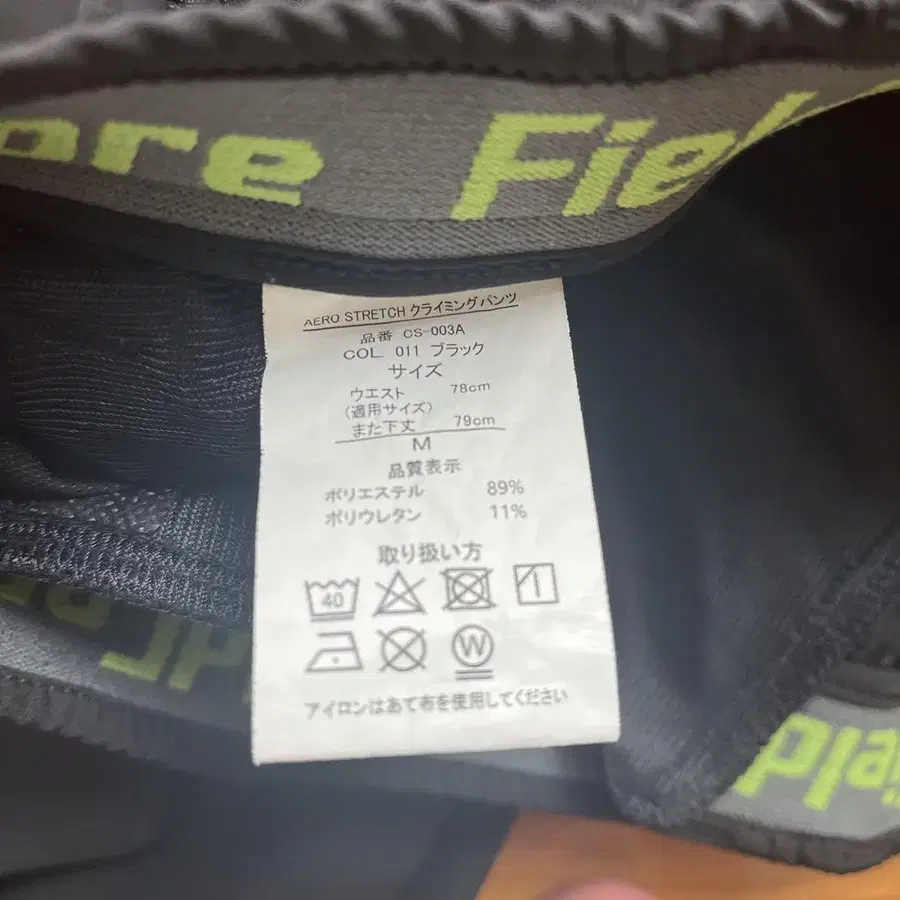 ore Field
AERO STRETCH クライミングパンツ
品番 CS-003A
COL. 011 ブラック
サイズ
ウエスト 78cm
(適用サイズ)
また下丈 79cm
M
品質表示
ポリエステル 89%
ポリウレタン 11%
取り扱い方
40
W
アイロンはあて布を使用してください
ield